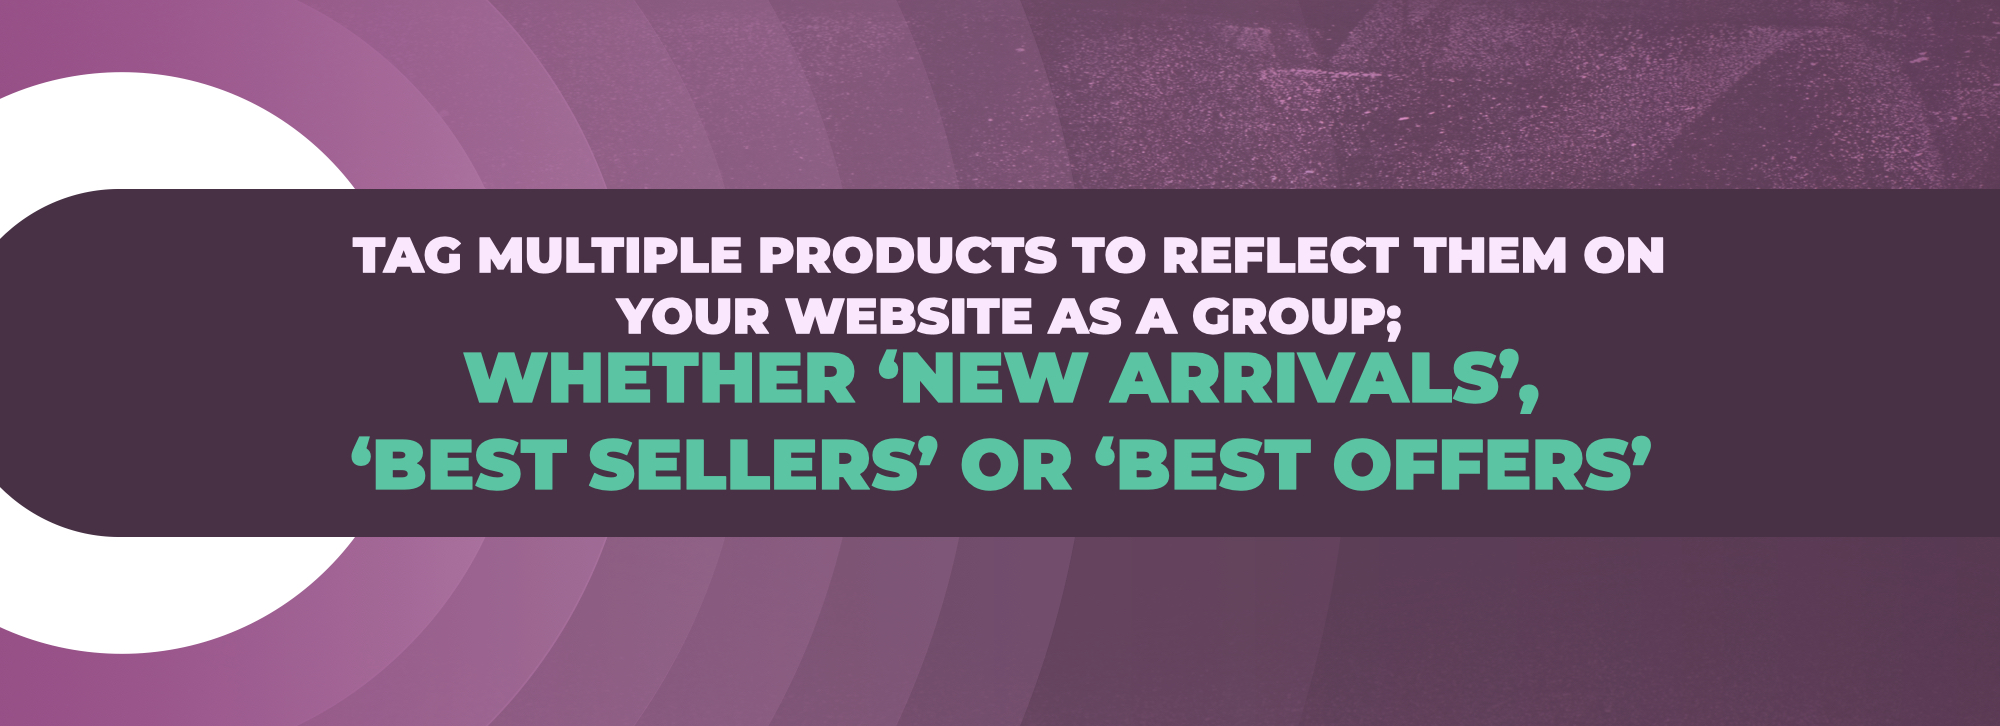 TAG MULTIPLE PRODUCTS TO REFLECT THEM ON
YOUR WEBSITE AS A GROUP;
WHETHER ‘NEW ARRIVALS’,
‘BEST SELLERS’ OR ‘BEST OFFERS’